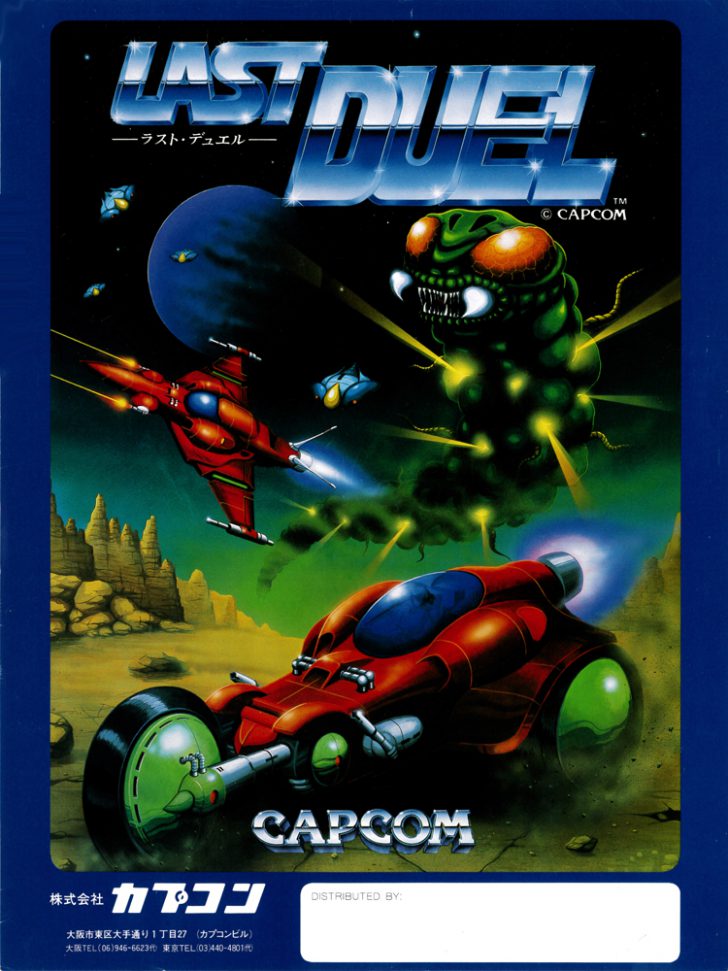 LAST DUEL
ラスト・デュエル
TM
© CAPCOM
CAPCOM
株式会社 カプコン
DISTRIBUTED BY:
大阪市東区大手通り1丁目27 (カプコンビル)
大阪TEL(06)946-6623代 東京TEL(03)440-4801代